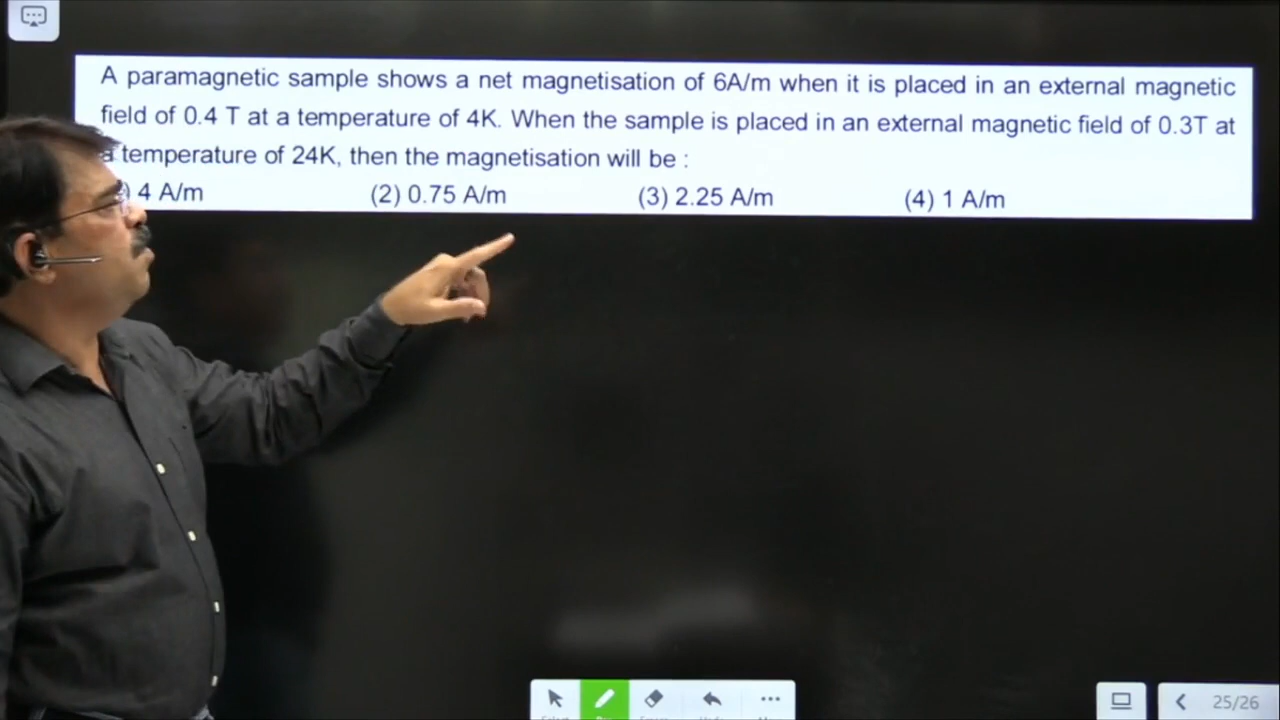 A paramagnetic sample shows a net magnetisation of 6A/m when it is placed in an external magnetic
field of 0.4 T at a temperature of 4K. When the sample is placed in an external magnetic field of 0.3T at
a temperature of 24K, then the magnetisation will be :
) 4 A/m (2) 0.75 A/m (3) 2.25 A/m (4) 1 A/m
25/26